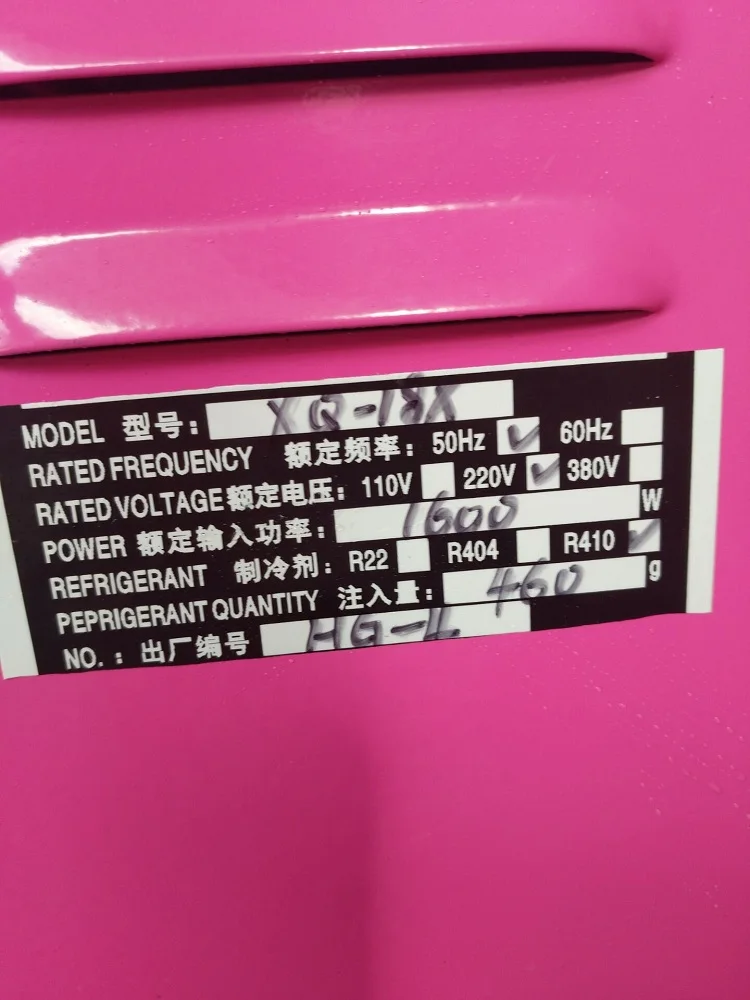 MODEL 型号: XQ-18X
RATED FREQUENCY 额定频率: 50Hz ✓ 60Hz
RATED VOLTAGE 额定电压: 110V 220V ✓ 380V
POWER 额定输入功率: 1600 W
REFRIGERANT 制冷剂: R22 R404 R410 ✓
PEPRIGERANT QUANTITY 注入量: 460 g
NO.: 出厂编号 HG-L